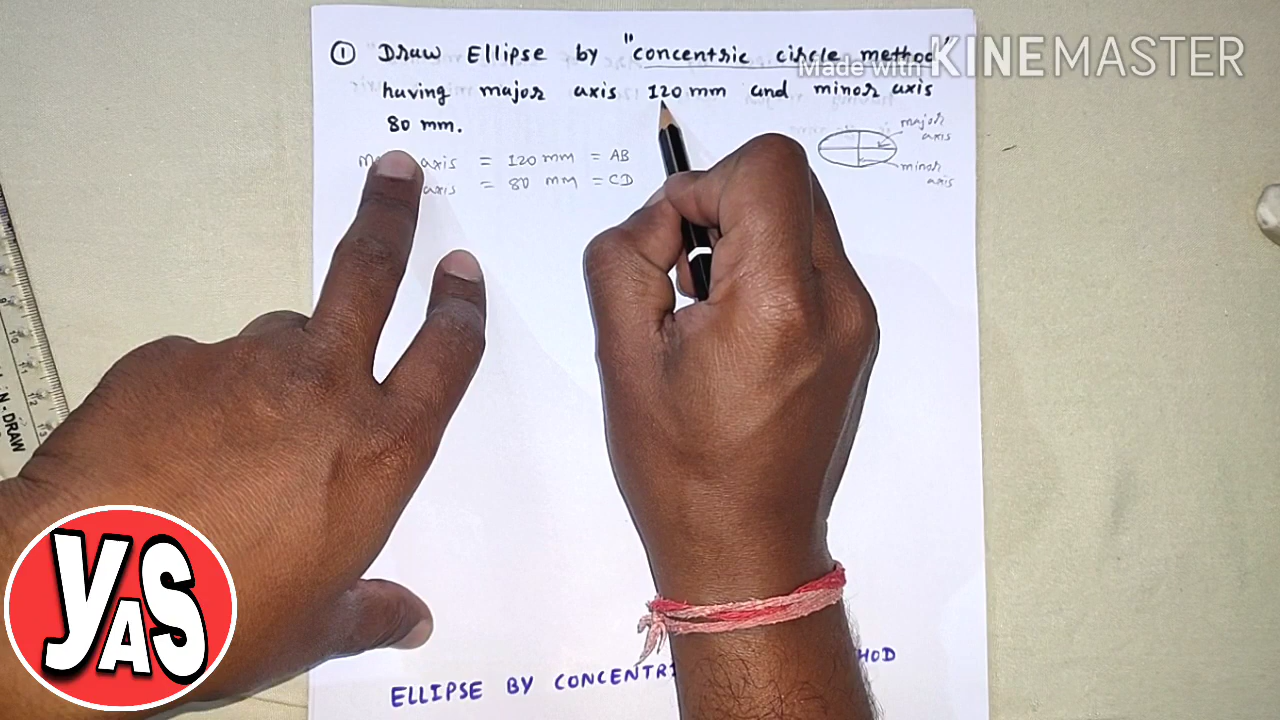 ① Draw Ellipse by "concentric circle method"
having major axis 120 mm and minor axis
80 mm.
axis = 120 mm = AB
axis = 80 mm = CD
major
axis
minor
axis
Made with KINEMASTER
N-DRAW
YAS
ELLIPSE BY CONCENTRI HOD